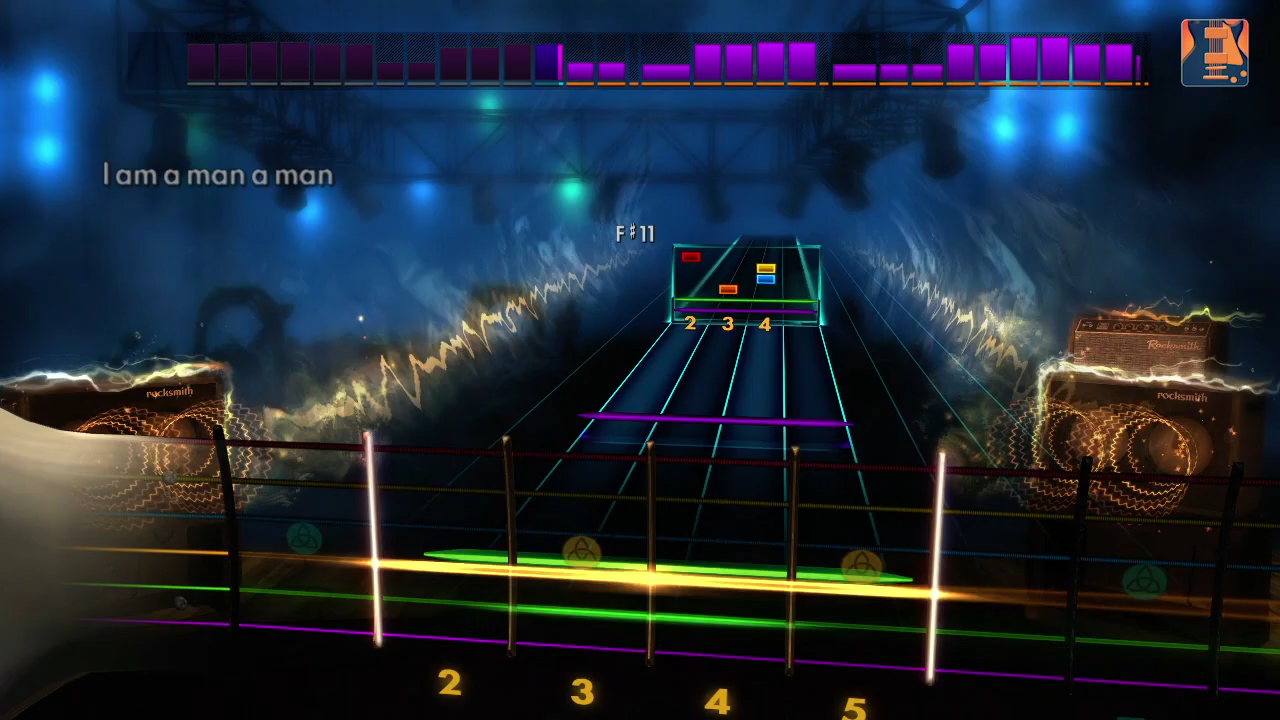 I am a man a man
F♯11
2 3 4
Rocksmith
rocksmith
rocksmith
2 3 4 5